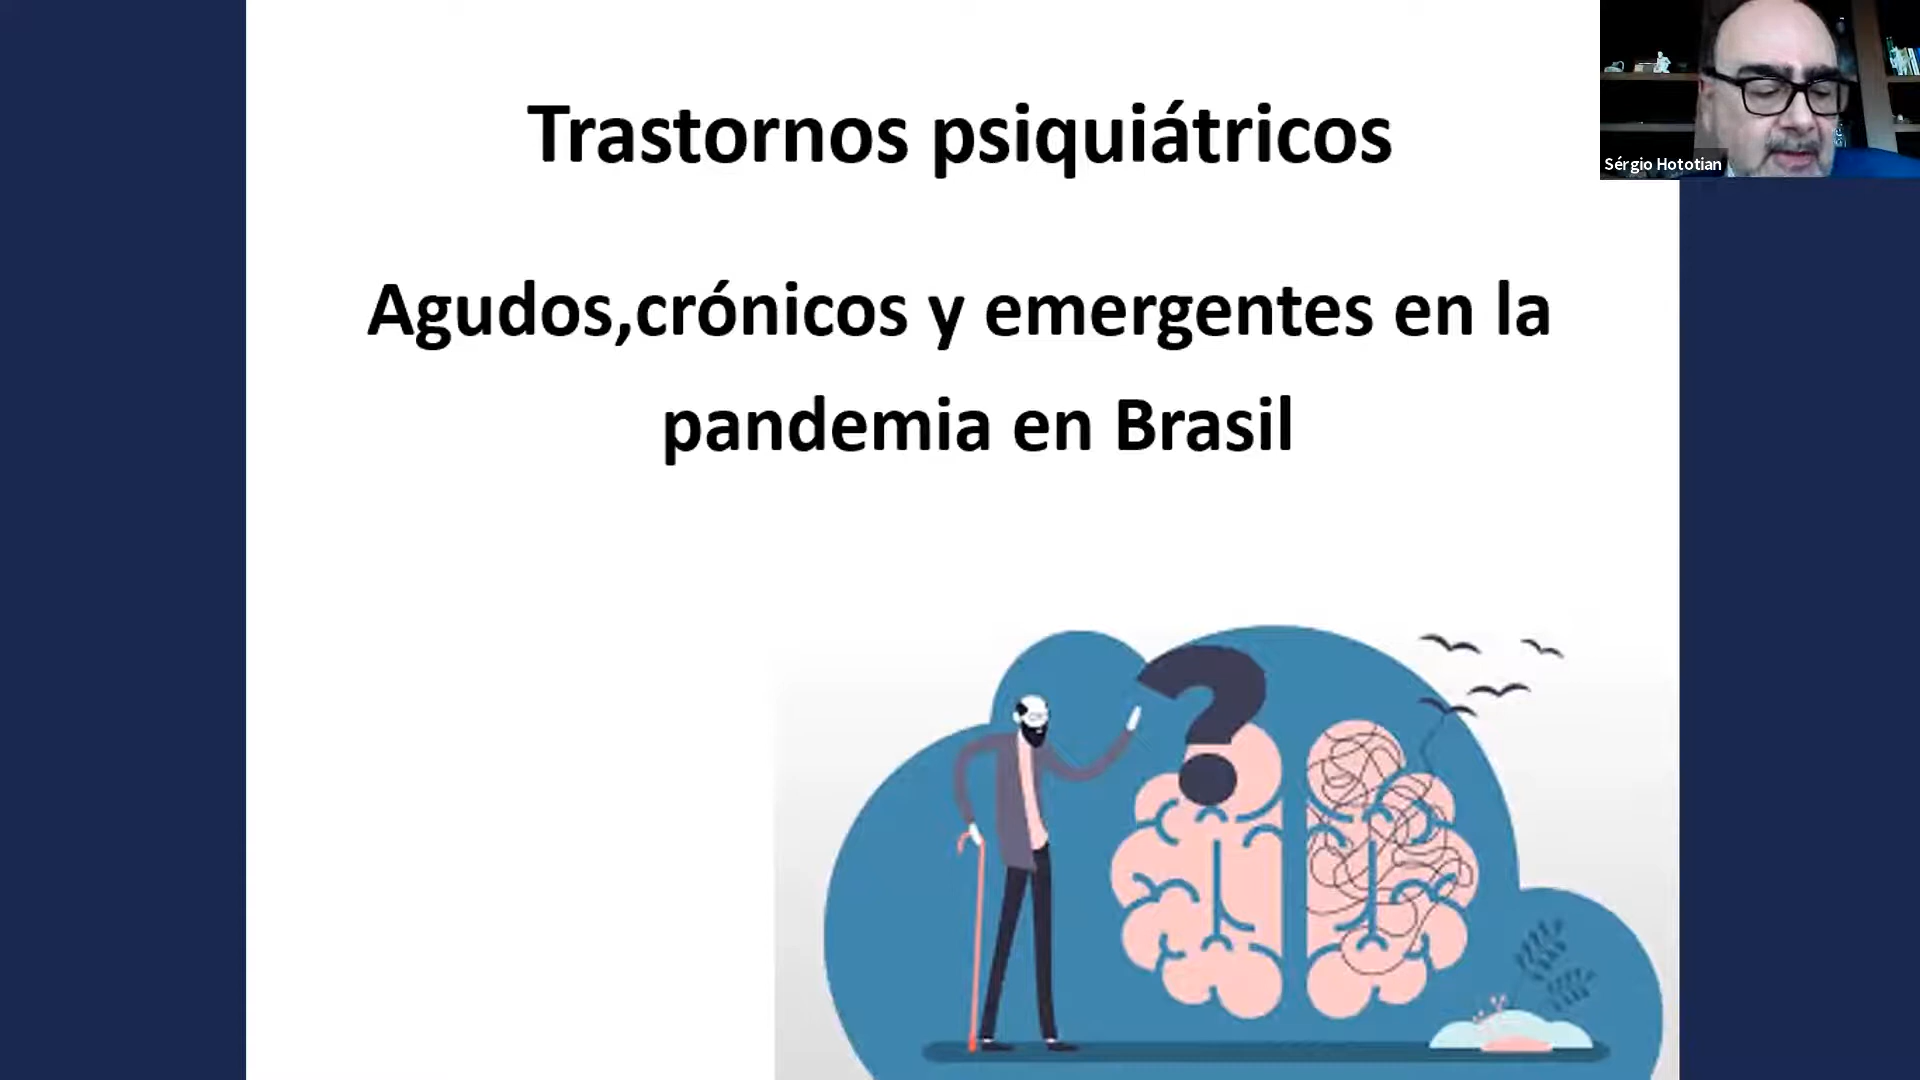 Trastornos psiquiátricos
Sérgio Hototian
Agudos,crónicos y emergentes en la
pandemia en Brasil
?